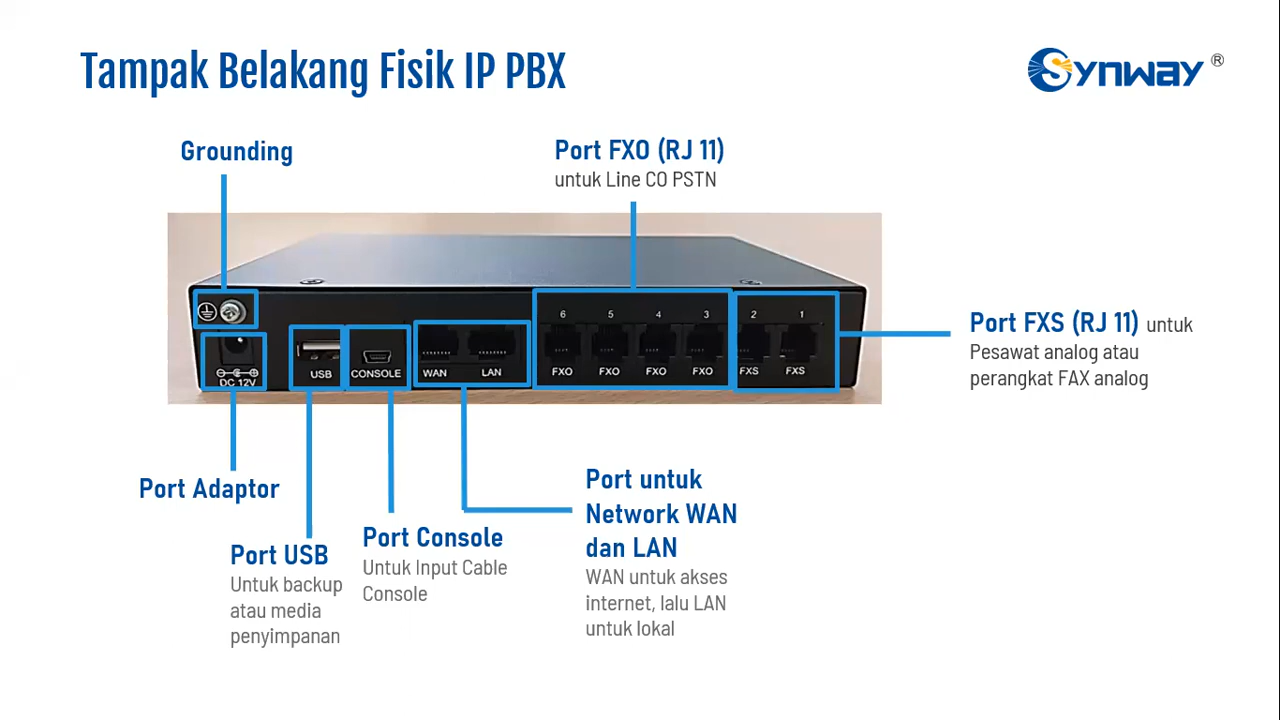 Tampak Belakang Fisik IP PBX
Synway ®
Grounding
Port FXO (RJ 11)
untuk Line CO PSTN
6 5 4 3 2 1
FXO FXO FXO FXO FXS FXS
USB CONSOLE WAN LAN
DC 12V
Port FXS (RJ 11) untuk
Pesawat analog atau
perangkat FAX analog
Port Adaptor
Port USB
Untuk backup
atau media
penyimpanan
Port Console
Untuk Input Cable
Console
Port untuk
Network WAN
dan LAN
WAN untuk akses
internet, lalu LAN
untuk lokal